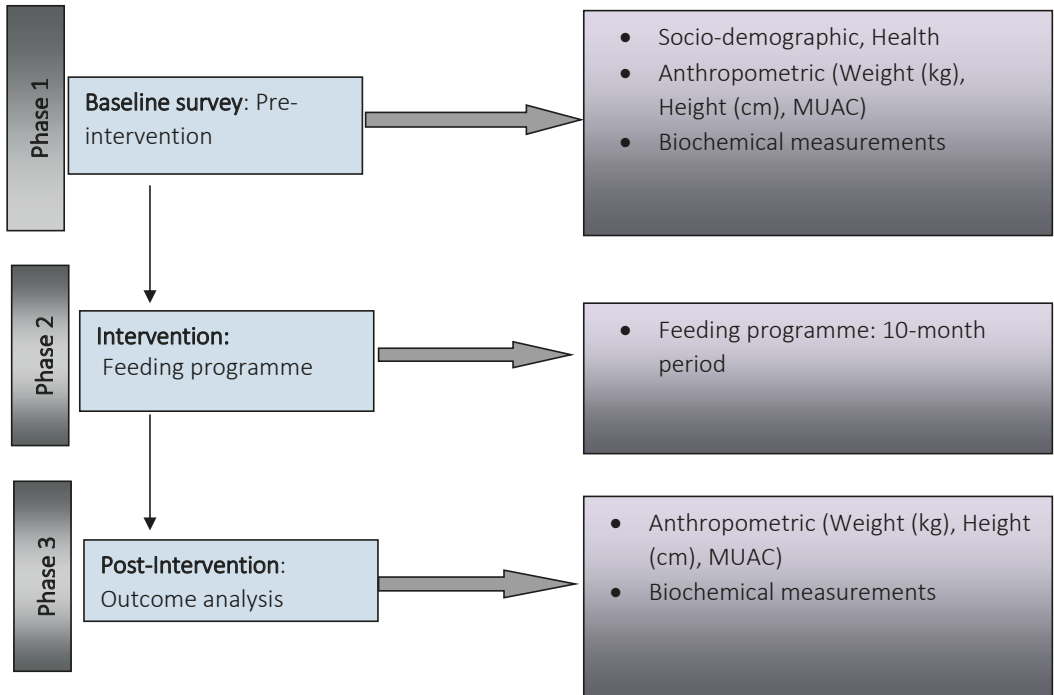 Phase 1
Baseline survey: Pre-
intervention
• Socio-demographic, Health
• Anthropometric (Weight (kg),
Height (cm), MUAC)
• Biochemical measurements
Phase 2
Intervention:
Feeding programme
• Feeding programme: 10-month
period
Phase 3
Post-Intervention:
Outcome analysis
• Anthropometric (Weight (kg), Height
(cm), MUAC)
• Biochemical measurements